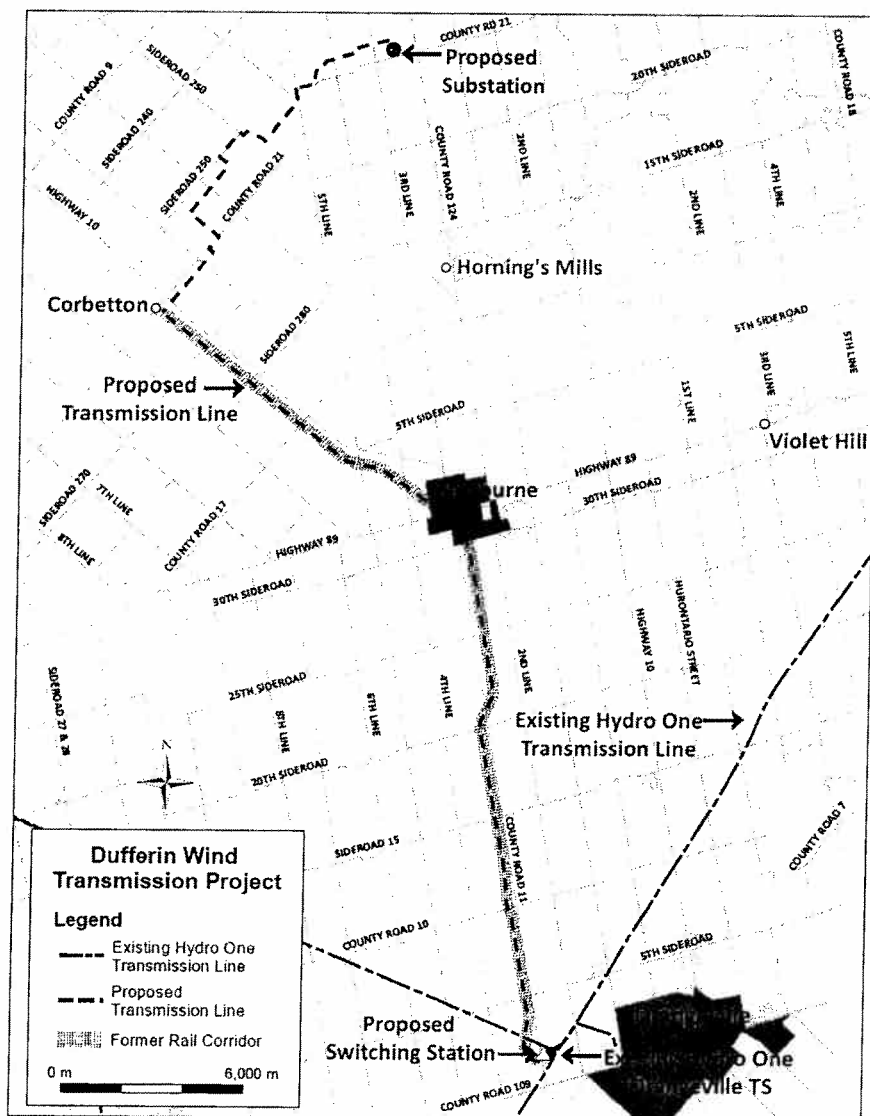 COUNTY RD 21
Proposed
Substation
SIDEROAD 250
COUNTY ROAD 9
SIDEROAD 240
20TH SIDEROAD
COUNTY ROAD 18
SIDEROAD 250
COUNTY ROAD 21
HIGHWAY 10
5TH LINE
3RD LINE
COUNTY ROAD 124
2ND LINE
15TH SIDEROAD
2ND LINE
4TH LINE
Horning's Mills
Corbetton
SIDEROAD 280
5TH SIDEROAD
3RD LINE
5TH LINE
Proposed
Transmission Line
1ST LINE
5TH SIDEROAD
Violet Hill
HIGHWAY 89
30TH SIDEROAD
SIDEROAD 270
7TH LINE
8TH LINE
COUNTY ROAD 17
HIGHWAY 89
30TH SIDEROAD
HIGHWAY 10
HURONTARIO STREET
SIDEROAD 27 & 28
25TH SIDEROAD
8TH LINE
6TH LINE
4TH LINE
2ND LINE
Existing Hydro One
Transmission Line
N
20TH SIDEROAD
SIDEROAD 15
COUNTY ROAD 11
COUNTY ROAD 7
COUNTY ROAD 10
5TH SIDEROAD
Dufferin Wind
Transmission Project
Legend
Existing Hydro One
Transmission Line
Proposed
Transmission Line
Former Rail Corridor
0 m 6,000 m
Proposed
Switching Station
Existing Hydro One
Orangeville TS
COUNTY ROAD 109